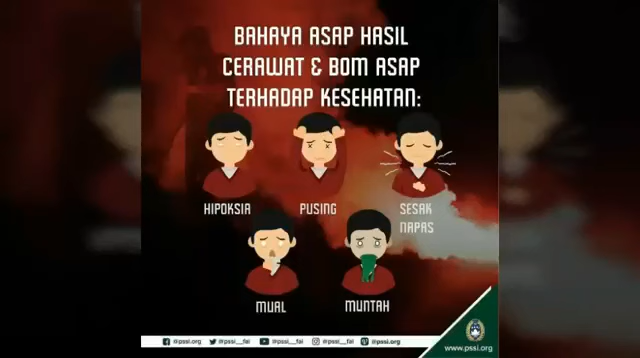 BAHAYA ASAP HASIL
CERAWAT & BOM ASAP
TERHADAP KESEHATAN:
HIPOKSIA
PUSING
SESAK
NAPAS
MUAL
MUNTAH
@pssi.org @pssi__fai @pssi__fai @pssi__fai @pssi.org
www.pssi.org